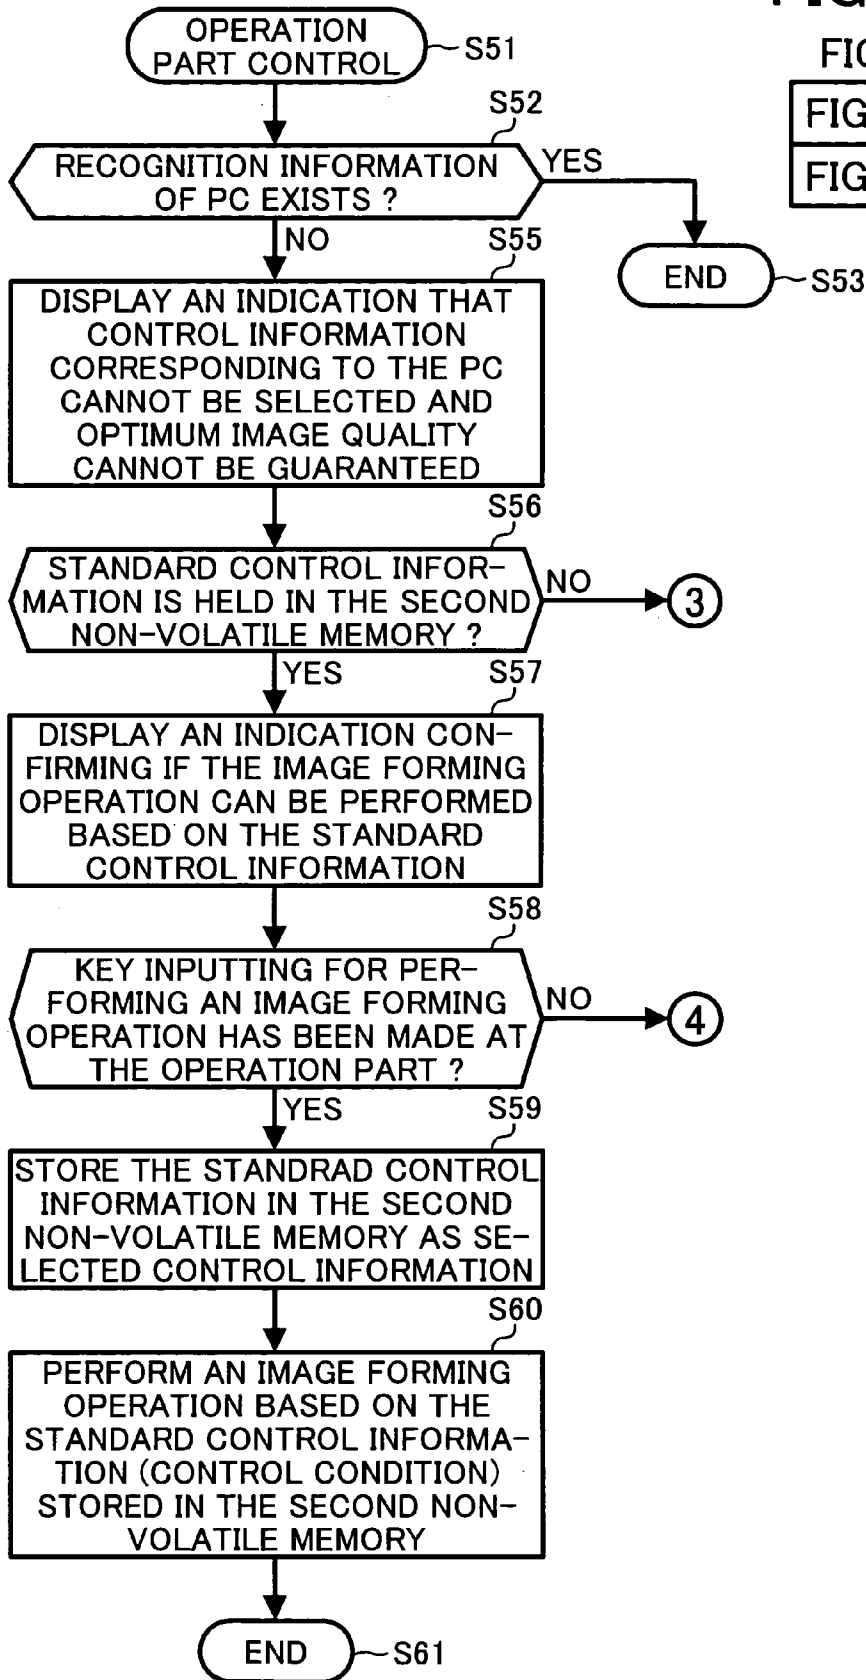 FIG
OPERATION
PART CONTROL
S51
FIG
FIG
FIG
S52
RECOGNITION INFORMATION
OF PC EXISTS ?
YES
NO
END
S53
S55
DISPLAY AN INDICATION THAT
CONTROL INFORMATION
CORRESPONDING TO THE PC
CANNOT BE SELECTED AND
OPTIMUM IMAGE QUALITY
CANNOT BE GUARANTEED
S56
STANDARD CONTROL INFOR-
MATION IS HELD IN THE SECOND
NON-VOLATILE MEMORY ?
NO
3
YES
S57
DISPLAY AN INDICATION CON-
FIRMING IF THE IMAGE FORMING
OPERATION CAN BE PERFORMED
BASED ON THE STANDARD
CONTROL INFORMATION
S58
KEY INPUTTING FOR PER-
FORMING AN IMAGE FORMING
OPERATION HAS BEEN MADE AT
THE OPERATION PART ?
NO
4
YES
S59
STORE THE STANDRAD CONTROL
INFORMATION IN THE SECOND
NON-VOLATILE MEMORY AS SE-
LECTED CONTROL INFORMATION
S60
PERFORM AN IMAGE FORMING
OPERATION BASED ON THE
STANDARD CONTROL INFORMA-
TION (CONTROL CONDITION)
STORED IN THE SECOND NON-
VOLATILE MEMORY
END
S61